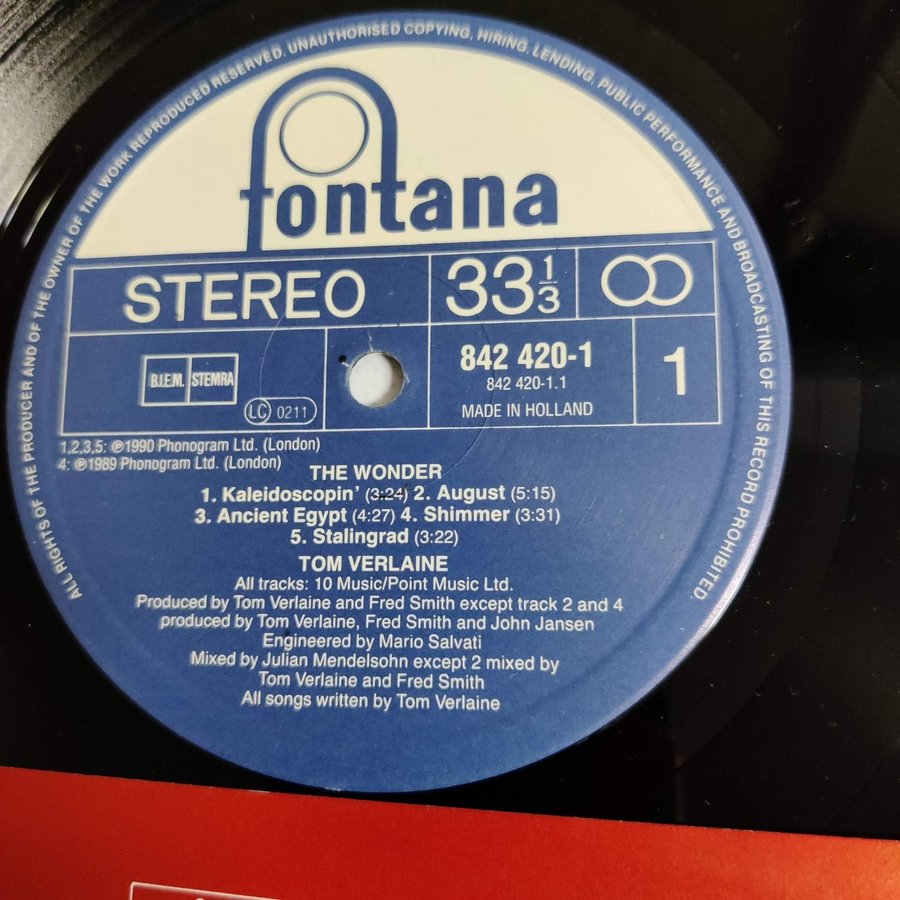 ALL RIGHTS OF THE PRODUCER AND OF THE OWNER OF THE WORK REPRODUCED RESERVED. UNAUTHORISED COPYING, HIRING, LENDING, PUBLIC PERFORMANCE AND BROADCASTING OF THIS RECORD PROHIBITED.
fontana
STEREO
33 1/3
B.I.E.M. STEMRA
LC 0211
842 420-1
842 420-1.1
MADE IN HOLLAND
1
1,2,3,5: ℗1990 Phonogram Ltd. (London)
4: ℗1989 Phonogram Ltd. (London)
THE WONDER
1. Kaleidoscopin' (3:24) 2. August (5:15)
3. Ancient Egypt (4:27) 4. Shimmer (3:31)
5. Stalingrad (3:22)
TOM VERLAINE
All tracks: 10 Music/Point Music Ltd.
Produced by Tom Verlaine and Fred Smith except track 2 and 4
produced by Tom Verlaine, Fred Smith and John Jansen
Engineered by Mario Salvati
Mixed by Julian Mendelsohn except 2 mixed by
Tom Verlaine and Fred Smith
All songs written by Tom Verlaine